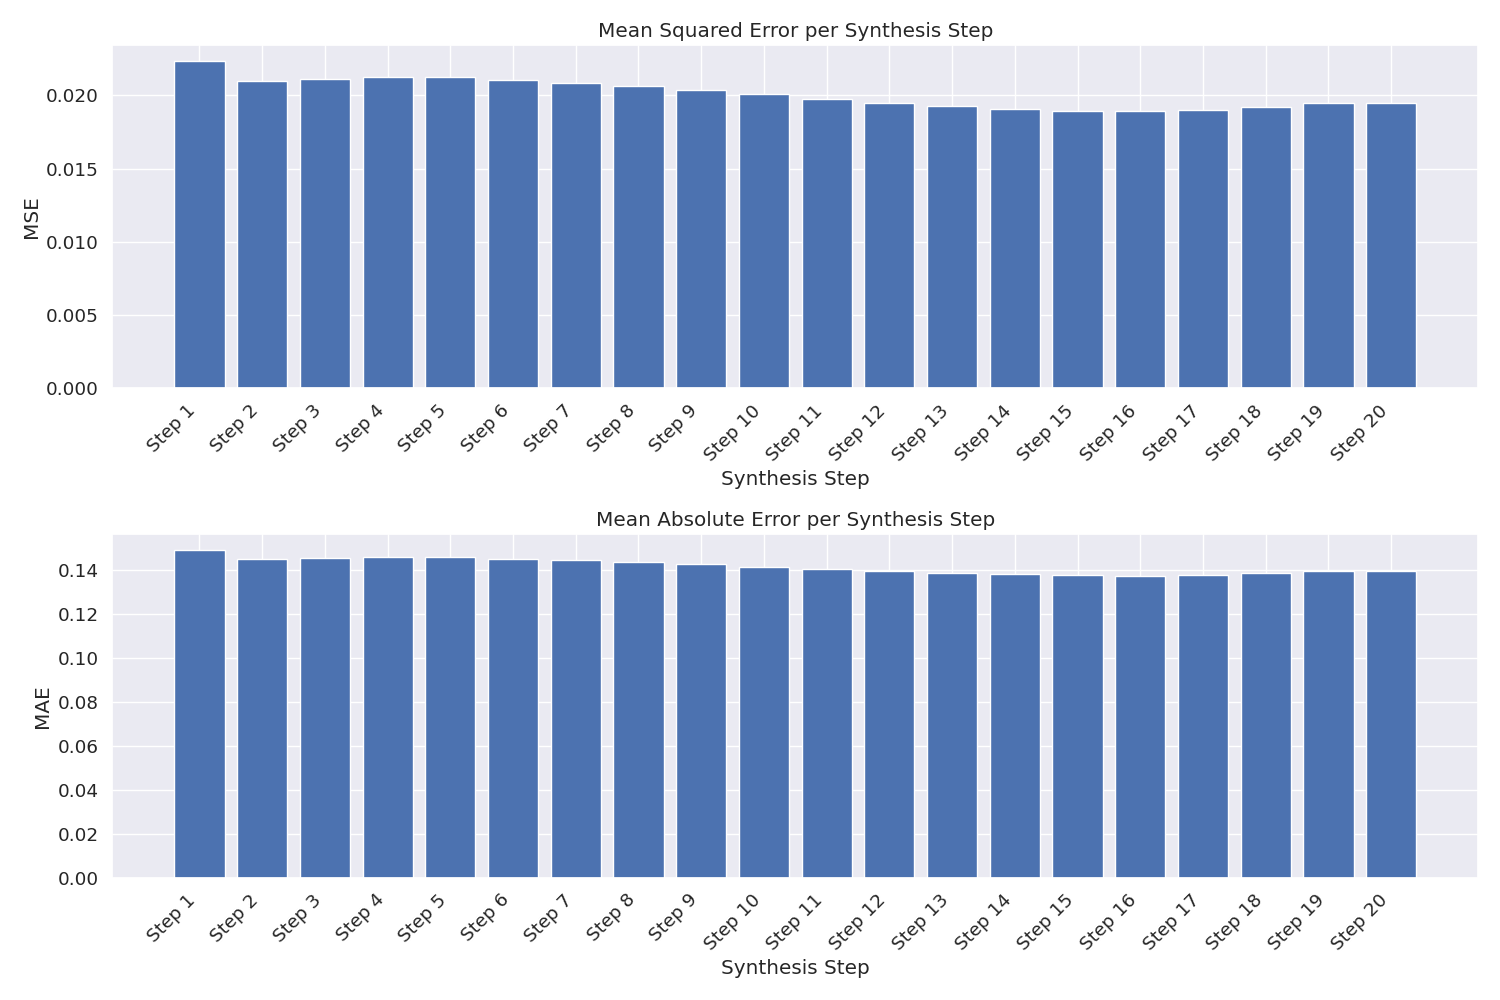 Mean Squared Error per Synthesis Step
MSE
0.020
0.015
0.010
0.005
0.000
Step 1 Step 2 Step 3 Step 4 Step 5 Step 6 Step 7 Step 8 Step 9 Step 10 Step 11 Step 12 Step 13 Step 14 Step 15 Step 16 Step 17 Step 18 Step 19 Step 20
Synthesis Step
Mean Absolute Error per Synthesis Step
MAE
0.14
0.12
0.10
0.08
0.06
0.04
0.02
0.00
Step 1 Step 2 Step 3 Step 4 Step 5 Step 6 Step 7 Step 8 Step 9 Step 10 Step 11 Step 12 Step 13 Step 14 Step 15 Step 16 Step 17 Step 18 Step 19 Step 20
Synthesis Step